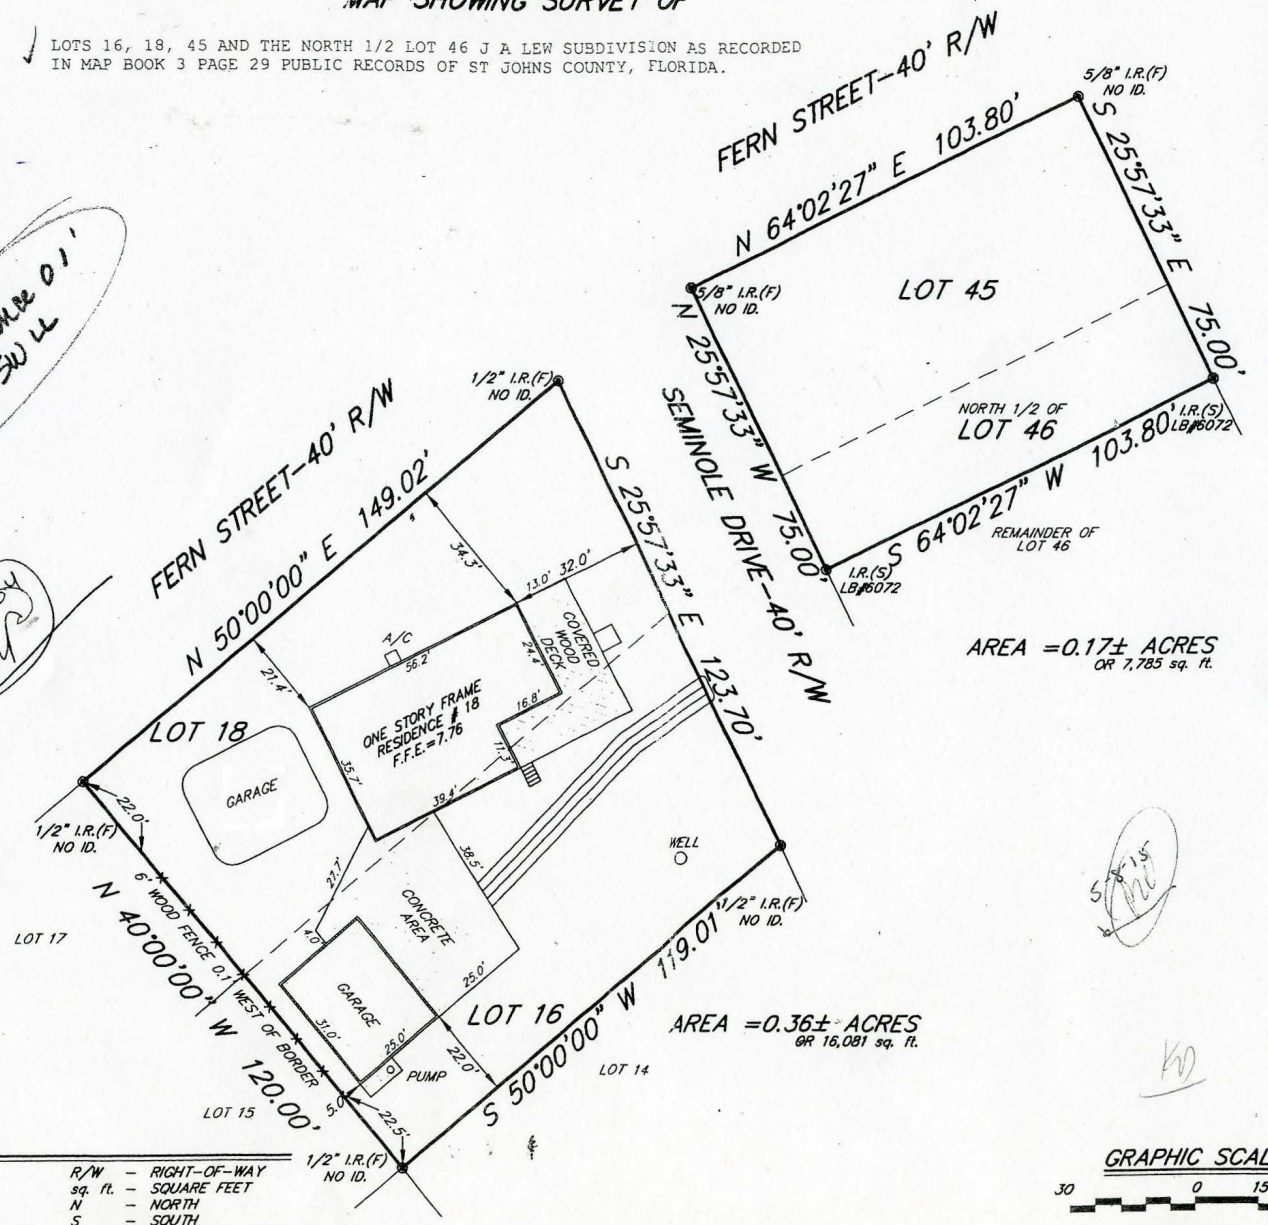 MAP SHOWING SURVEY OF
LOTS 16, 18, 45 AND THE NORTH 1/2 LOT 46 J A LEW SUBDIVISION AS RECORDED
IN MAP BOOK 3 PAGE 29 PUBLIC RECORDS OF ST JOHNS COUNTY, FLORIDA.
FERN STREET-40' R/W
5/8" I.R.(F)
NO ID.
N 64°02'27" E 103.80'
S 25°57'33" E 75.00'
5/8" I.R.(F)
NO ID.
LOT 45
N 25°57'33" W 75.00'
NORTH 1/2 OF
LOT 46
I.R.(S)
LB#6072
S 64°02'27" W 103.80'
REMAINDER OF
LOT 46
I.R.(S)
LB#6072
AREA =0.17± ACRES
OR 7,785 sq. ft.
SEMINOLE DRIVE-40' R/W
1/2" I.R.(F)
NO ID.
FERN STREET-40' R/W
N 50°00'00" E 149.02'
S 25°57'33" E 123.70'
34.3'
13.0'
32.0'
A/C
56.2'
24.4'
COVERED
WOOD
DECK
21.4'
ONE STORY FRAME
RESIDENCE # 18
F.F.E.=7.76
16.8'
11.3'
35.7'
39.4'
LOT 18
GARAGE
22.0'
1/2" I.R.(F)
NO ID.
6' WOOD FENCE 0.1' WEST OF BORDER
N 40°00'00" W 120.00'
LOT 17
27.7'
38.5'
CONCRETE
AREA
4.0'
WELL
1/2" I.R.(F)
NO ID.
GARAGE
31.0'
25.0'
25.0'
LOT 16
22.0'
S 50°00'00" W 119.01'
AREA =0.36± ACRES
OR 16,081 sq. ft.
LOT 14
PUMP
5.0'
22.5'
LOT 15
1/2" I.R.(F)
NO ID.
5-8-15
R/W - RIGHT-OF-WAY
sq. ft. - SQUARE FEET
N - NORTH
S - SOUTH
GRAPHIC SCAL
30 0 15